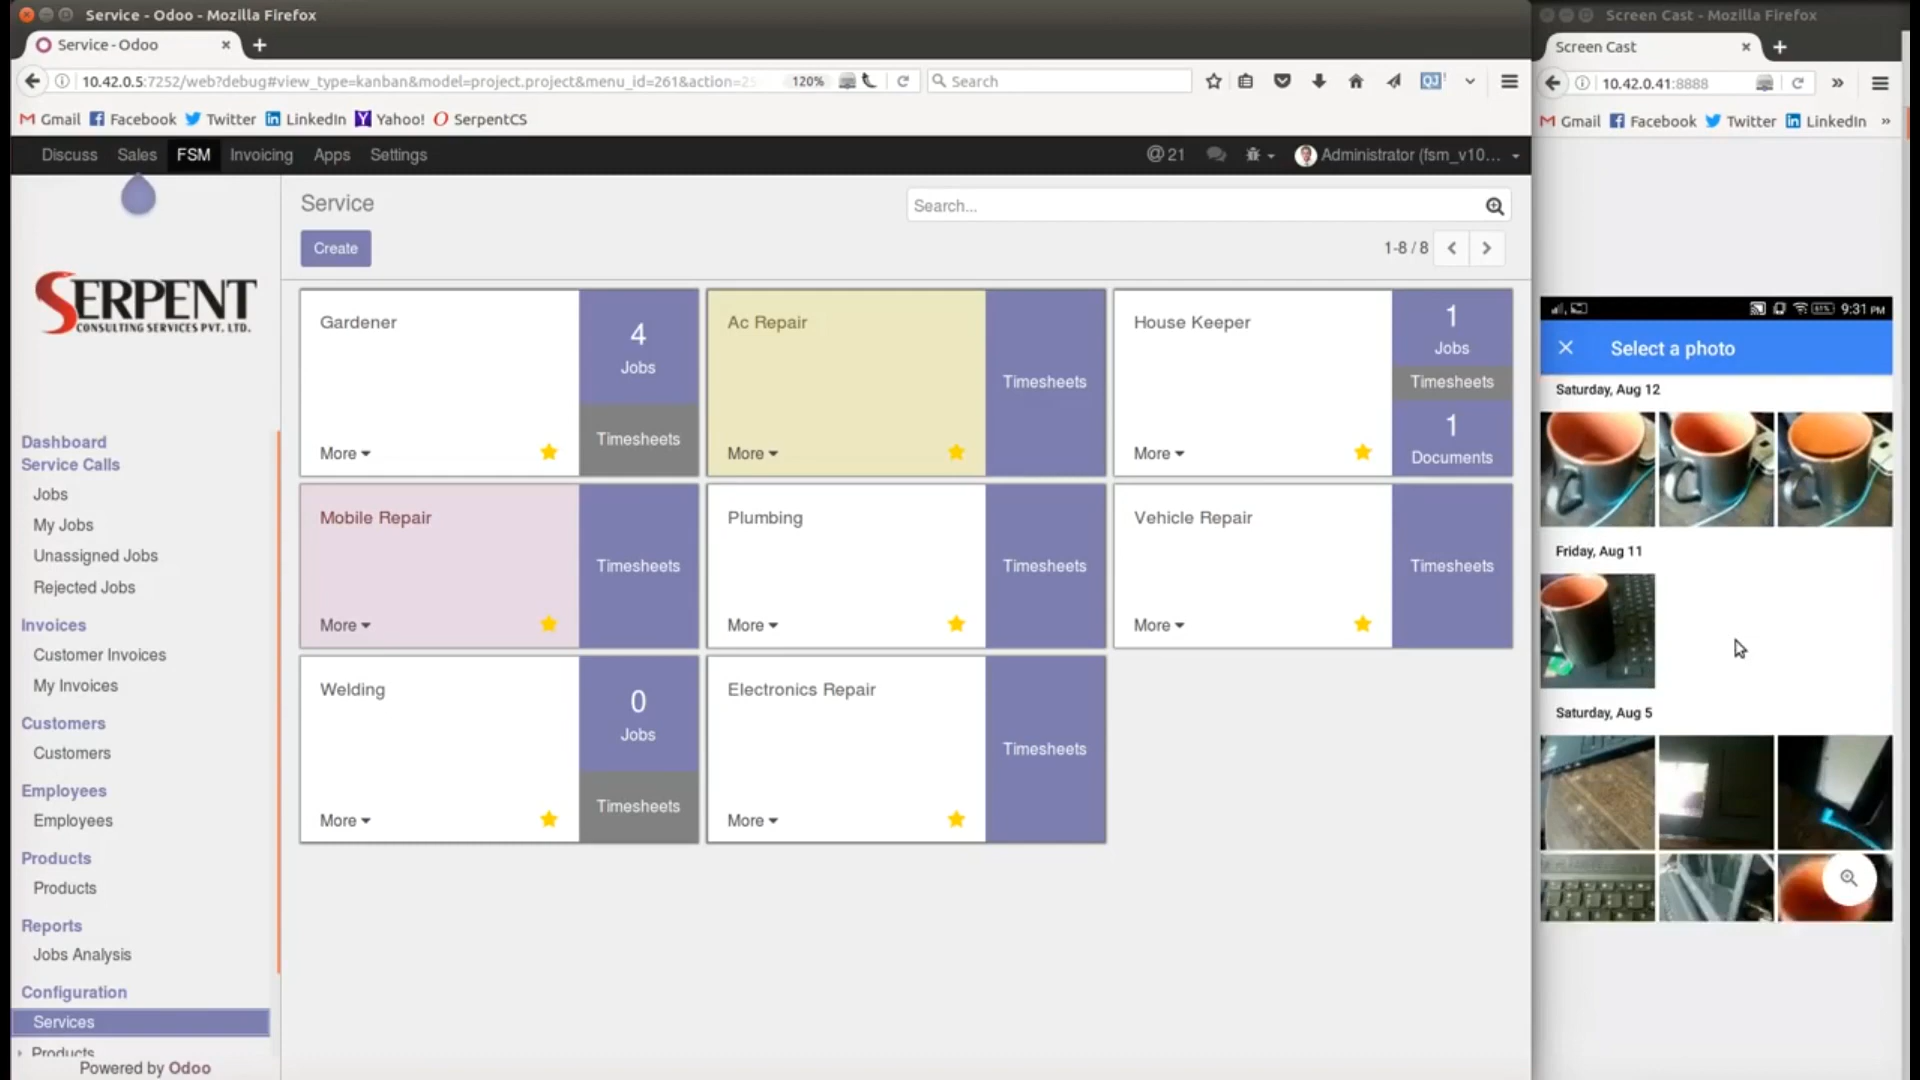 Service - Odoo - Mozilla Firefox
Service - Odoo
10.42.0.5:7252/web?debug#view_type=kanban&model=project.project&menu_id=261&action=25
120%
Search
Gmail Facebook Twitter LinkedIn Yahoo! SerpentCS
Discuss Sales FSM Invoicing Apps Settings
@ 21
Administrator (fsm_v10...
SERPENT
CONSULTING SERVICES PVT. LTD.
Dashboard
Service Calls
Jobs
My Jobs
Unassigned Jobs
Rejected Jobs
Invoices
Customer Invoices
My Invoices
Customers
Customers
Employees
Employees
Products
Products
Reports
Jobs Analysis
Configuration
Services
Products
Powered by Odoo
Service
Search...
Create
1-8 / 8
Gardener
4
Jobs
Timesheets
More
Ac Repair
Timesheets
More
House Keeper
1
Jobs
Timesheets
1
Documents
More
Mobile Repair
Timesheets
More
Plumbing
Timesheets
More
Vehicle Repair
Timesheets
More
Welding
0
Jobs
Timesheets
More
Electronics Repair
Timesheets
More
Screen Cast - Mozilla Firefox
Screen Cast
10.42.0.41:8888
Gmail Facebook Twitter LinkedIn
9:31 PM
Select a photo
Saturday, Aug 12
Friday, Aug 11
Saturday, Aug 5